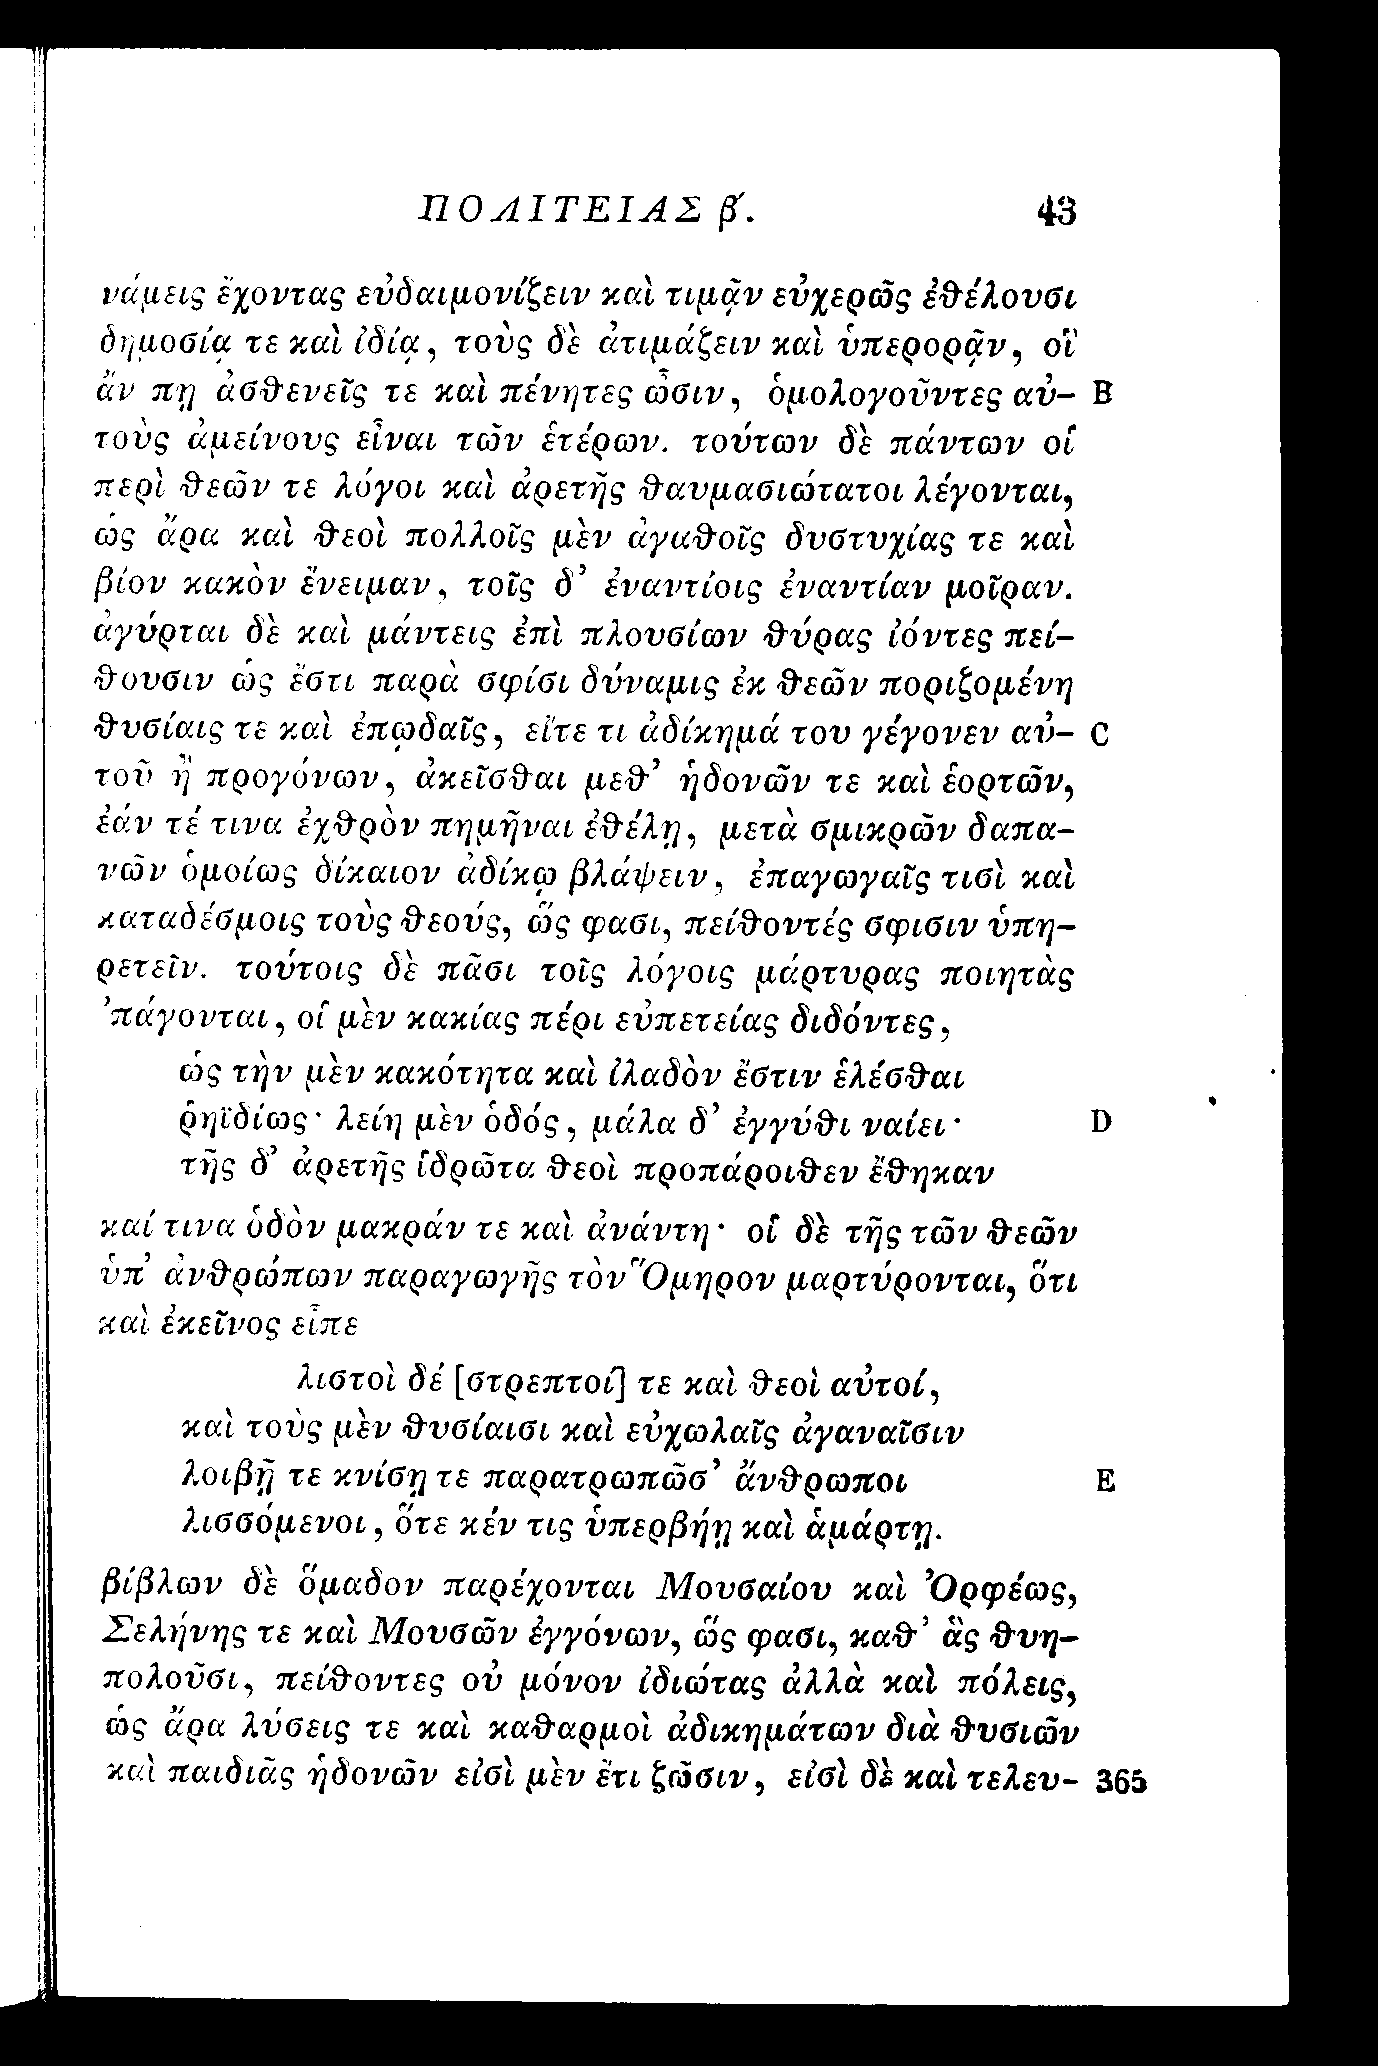 ΠΟΛΙΤΕΙΑΣ β΄. 43
νάμεις ἔχοντας εὐδαιμονίζειν καὶ τιμᾷν εὐχερῶς ἐθέλουσι
δημοσίᾳ τε καὶ ἰδίᾳ, τοὺς δὲ ἀτιμάζειν καὶ ὑπερορᾷν, οἳ
ἄν πῃ ἀσθενεῖς τε καὶ πένητες ὦσιν, ὁμολογοῦντες αὐ- B
τοὺς ἀμείνους εἶναι τῶν ἑτέρων. τούτων δὲ πάντων οἱ
περὶ θεῶν τε λόγοι καὶ ἀρετῆς θαυμασιώτατοι λέγονται,
ὡς ἄρα καὶ θεοὶ πολλοῖς μὲν ἀγαθοῖς δυστυχίας τε καὶ
βίον κακὸν ἔνειμαν, τοῖς δ’ ἐναντίοις ἐναντίαν μοῖραν.
ἀγύρται δὲ καὶ μάντεις ἐπὶ πλουσίων θύρας ἰόντες πεί-
θουσιν ὡς ἔστι παρὰ σφίσι δύναμις ἐκ θεῶν ποριζομένη
θυσίαις τε καὶ ἐπῳδαῖς, εἴτε τι ἀδίκημά του γέγονεν αὐ- C
τοῦ ἢ προγόνων, ἀκεῖσθαι μεθ’ ἡδονῶν τε καὶ ἑορτῶν,
ἐάν τέ τινα ἐχθρὸν πημῆναι ἐθέλῃ, μετὰ σμικρῶν δαπα-
νῶν ὁμοίως δίκαιον ἀδίκῳ βλάψειν, ἐπαγωγαῖς τισὶ καὶ
καταδέσμοις τοὺς θεούς, ὥς φασι, πείθοντές σφισιν ὑπη-
ρετεῖν. τούτοις δὲ πᾶσι τοῖς λόγοις μάρτυρας ποιητὰς
’πάγονται, οἱ μὲν κακίας πέρι εὐπετείας διδόντες,
ὡς τὴν μὲν κακότητα καὶ ἰλαδὸν ἔστιν ἑλέσθαι
ῥηϊδίως· λείη μὲν ὁδός, μάλα δ’ ἐγγύθι ναίει· D
τῆς δ’ ἀρετῆς ἱδρῶτα θεοὶ προπάροιθεν ἔθηκαν
καί τινα ὁδὸν μακράν τε καὶ ἀνάντη· οἱ δὲ τῆς τῶν θεῶν
ὑπ’ ἀνθρώπων παραγωγῆς τὸν Ὅμηρον μαρτύρονται, ὅτι
καὶ ἐκεῖνος εἶπε
λιστοὶ δέ [στρεπτοί] τε καὶ θεοὶ αὐτοί,
καὶ τοὺς μὲν θυσίαισι καὶ εὐχωλαῖς ἀγαναῖσιν
λοιβῇ τε κνίσῃ τε παρατρωπῶσ’ ἄνθρωποι E
λισσόμενοι, ὅτε κέν τις ὑπερβήῃ καὶ ἁμάρτῃ.
βίβλων δὲ ὅμαδον παρέχονται Μουσαίου καὶ Ὀρφέως,
Σελήνης τε καὶ Μουσῶν ἐγγόνων, ὥς φασι, καθ’ ἃς θυη-
πολοῦσι, πείθοντες οὐ μόνον ἰδιώτας ἀλλὰ καὶ πόλεις,
ὡς ἄρα λύσεις τε καὶ καθαρμοὶ ἀδικημάτων διὰ θυσιῶν
καὶ παιδιᾶς ἡδονῶν εἰσὶ μὲν ἔτι ζῶσιν, εἰσὶ δὲ καὶ τελευ- 365